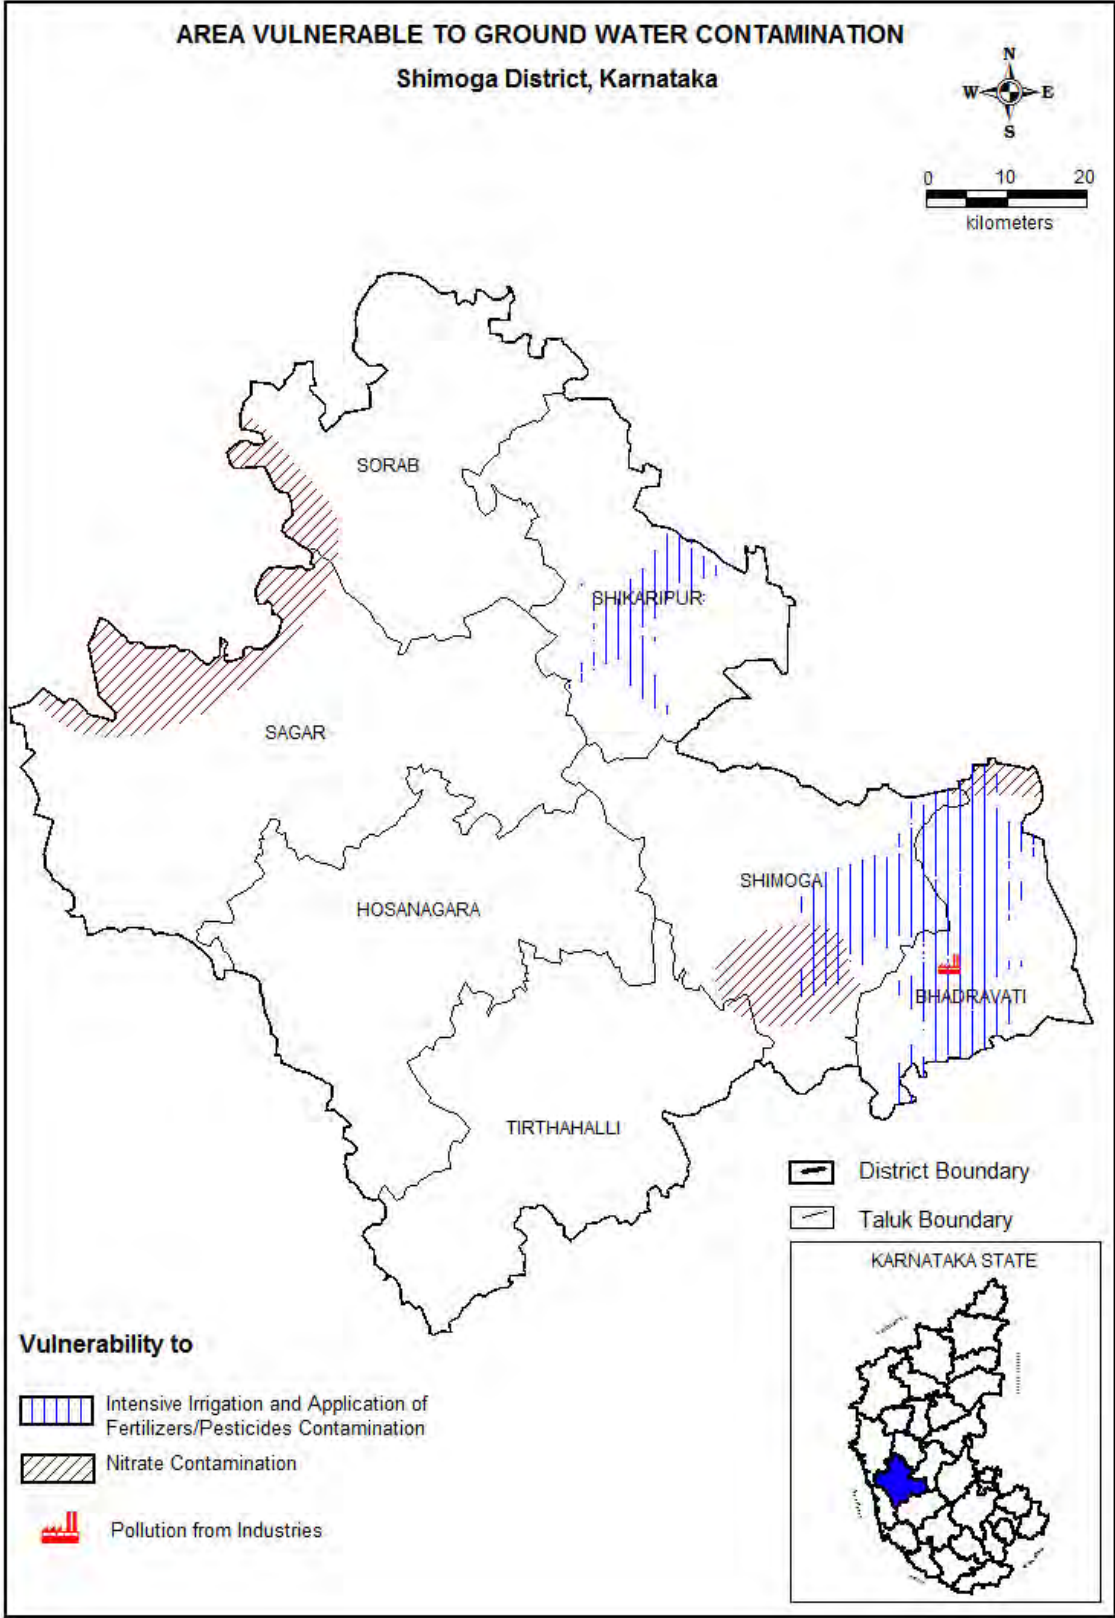 AREA VULNERABLE TO GROUND WATER CONTAMINATION
Shimoga District, Karnataka
N
W E
S
0 10 20
kilometers
SORAB
SHIKARIPUR
SAGAR
SHIMOGA
HOSANAGARA
BHADRAVATI
TIRTHAHALLI
District Boundary
Taluk Boundary
KARNATAKA STATE
Vulnerability to
Intensive Irrigation and Application of
Fertilizers/Pesticides Contamination
Nitrate Contamination
Pollution from Industries